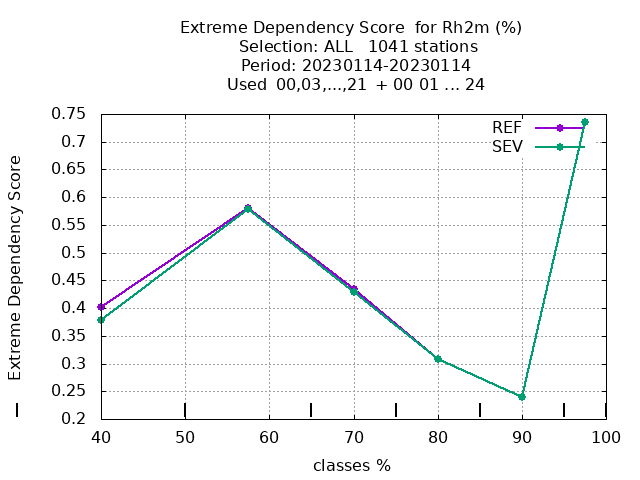 Extreme Dependency Score  for Rh2m (%)
Selection: ALL   1041 stations
Period: 20230114-20230114
Used  00,03,...,21  + 00 01 ... 24
REF
SEV
Extreme Dependency Score
0.75
0.7
0.65
0.6
0.55
0.5
0.45
0.4
0.35
0.3
0.25
0.2
40 50 60 70 80 90 100
classes %